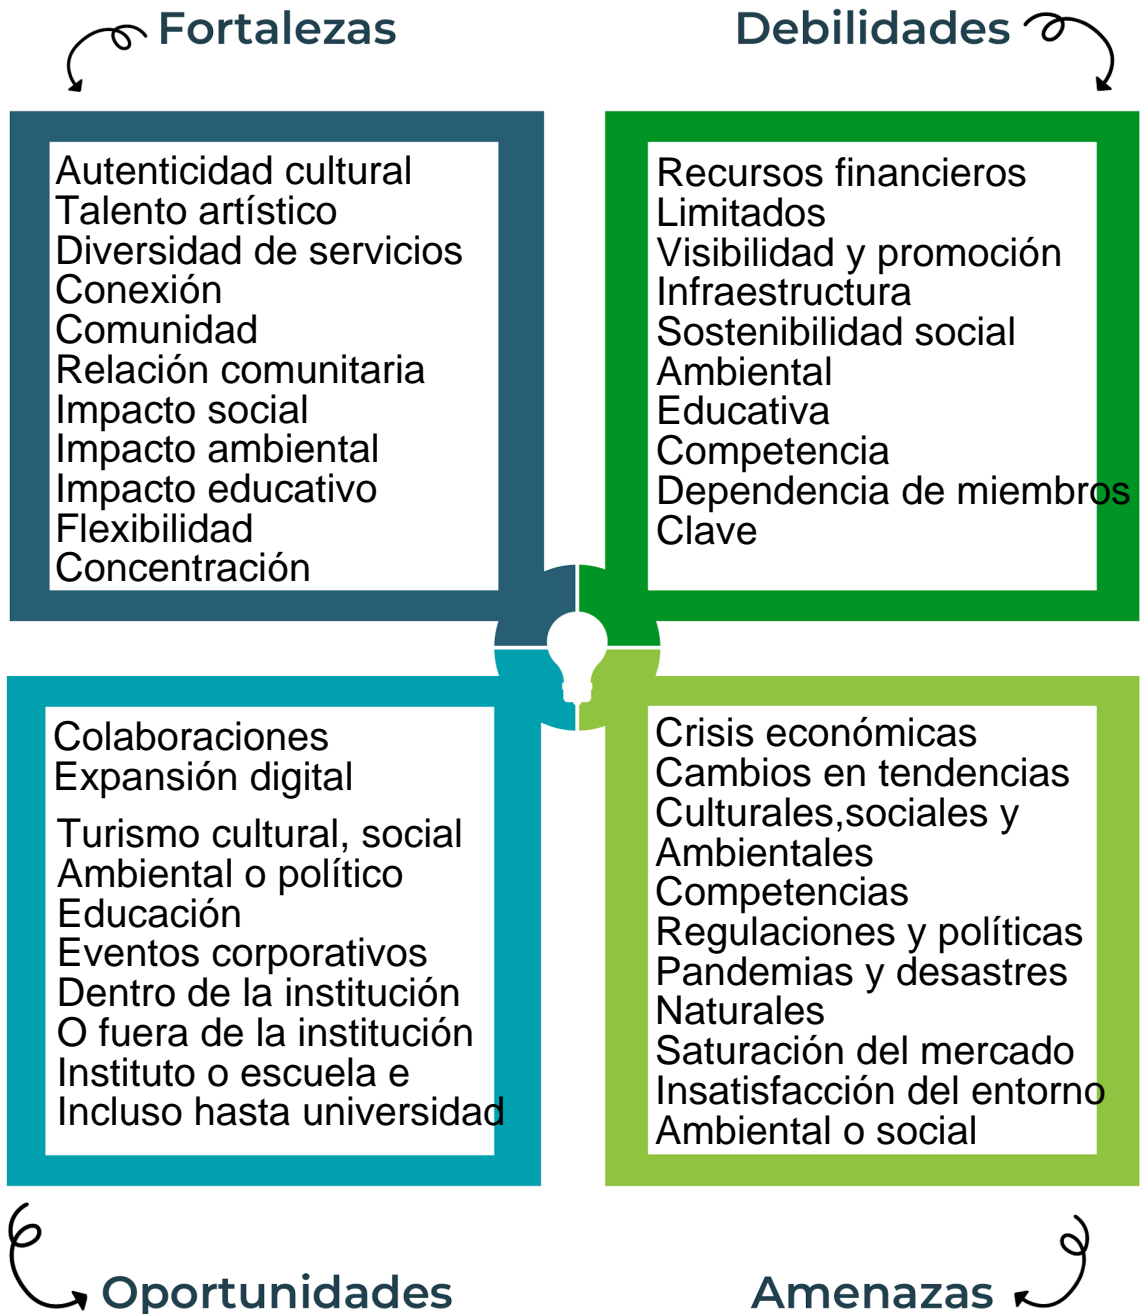 Fortalezas
Autenticidad cultural
Talento artístico
Diversidad de servicios
Conexión
Comunidad
Relación comunitaria
Impacto social
Impacto ambiental
Impacto educativo
Flexibilidad
Concentración
Debilidades
Recursos financieros
Limitados
Visibilidad y promoción
Infraestructura
Sostenibilidad social
Ambiental
Educativa
Competencia
Dependencia de miembros
Clave
Colaboraciones
Expansión digital
Turismo cultural, social
Ambiental o político
Educación
Eventos corporativos
Dentro de la institución
O fuera de la institución
Instituto o escuela e
Incluso hasta universidad
Oportunidades
Crisis económicas
Cambios en tendencias
Culturales,sociales y
Ambientales
Competencias
Regulaciones y políticas
Pandemias y desastres
Naturales
Saturación del mercado
Insatisfacción del entorno
Ambiental o social
Amenazas